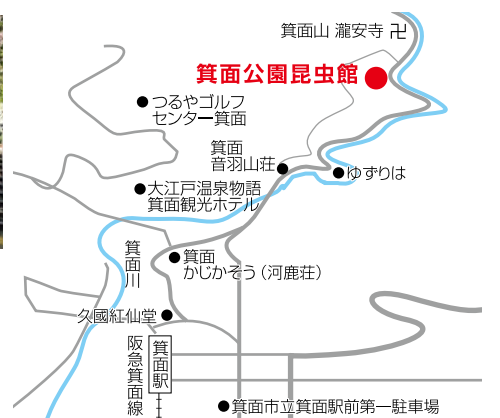 箕面山 瀧安寺 卍
箕面公園昆虫館
つるやゴルフ
センター箕面
箕面
音羽山荘
ゆずりは
大江戸温泉物語
箕面観光ホテル
箕面川
箕面
かじかそう（河鹿荘）
久國紅仙堂
阪急箕面線
箕面駅
箕面市立箕面駅前第一駐車場